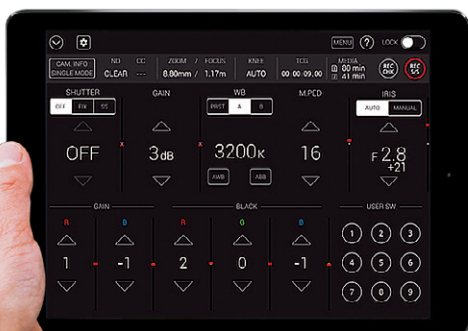 MENU ? LOCK
CAM. INFO ND CC ZOOM / FOCUS KNEE TCG MEDIA
SINGLE MODE CLEAR --- 8.80mm / 1.17m AUTO 00:00:09.00 80 min REC CHK REC S/S
41 min
SHUTTER GAIN WB M.PED IRIS
OFF FIX SS PRST A B AUTO MANUAL
OFF 3dB 3200K 16 F 2.8
+21
AWB ABB
GAIN BLACK USER SW
R B R G B
1 2 3
1 -1 2 0 -1 4 5 6
7 8 9